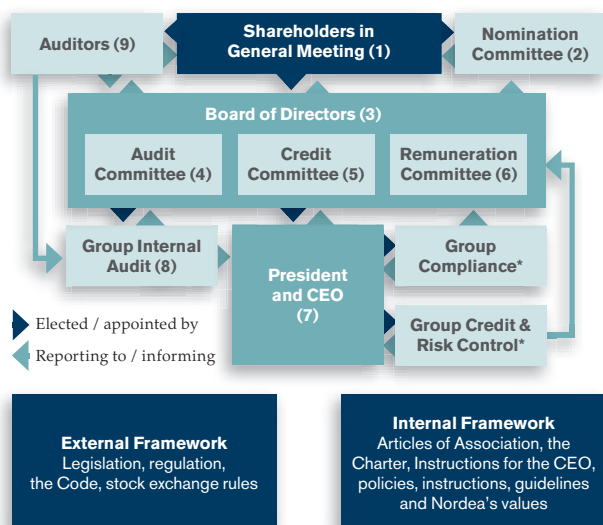 Auditors (9)
Shareholders in
General Meeting (1)
Nomination
Committee (2)
Board of Directors (3)
Audit
Committee (4)
Credit
Committee (5)
Remuneration
Committee (6)
Group Internal
Audit (8)
President
and CEO
(7)
Group
Compliance*
Group Credit &
Risk Control*
Elected / appointed by
Reporting to / informing
External Framework
Legislation, regulation,
the Code, stock exchange rules
Internal Framework
Articles of Association, the
Charter, Instructions for the CEO,
policies, instructions, guidelines
and Nordea's values